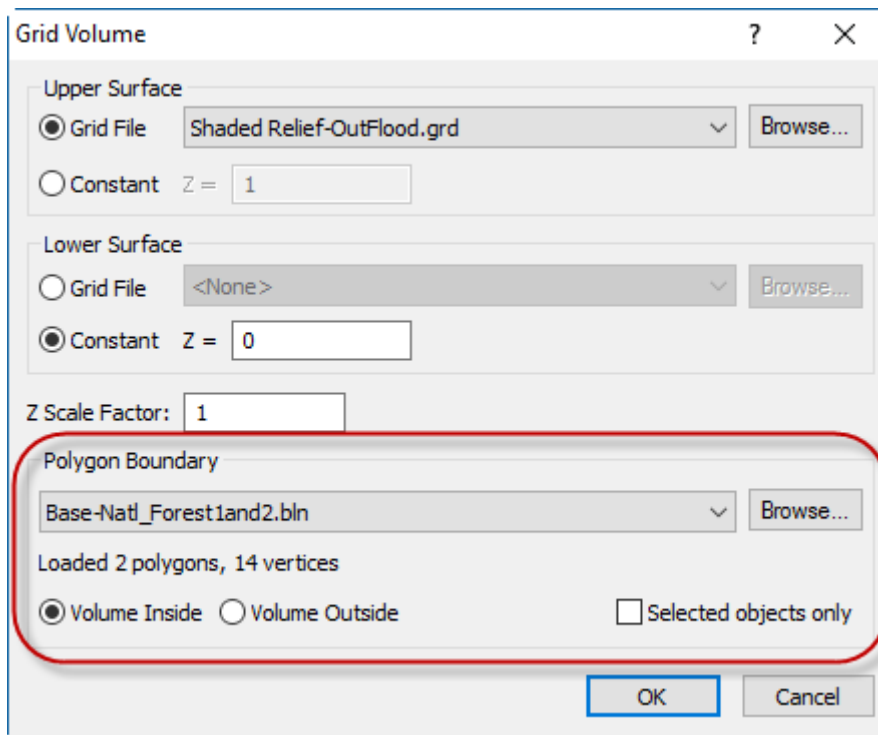 Grid Volume ?
Upper Surface
Grid File Shaded Relief-OutFlood.grd Browse...
Constant Z = 1
Lower Surface
Grid File <None> Browse...
Constant Z = 0
Z Scale Factor: 1
Polygon Boundary
Base-Natl_Forest1and2.bln Browse...
Loaded 2 polygons, 14 vertices
Volume Inside Volume Outside Selected objects only
OK Cancel